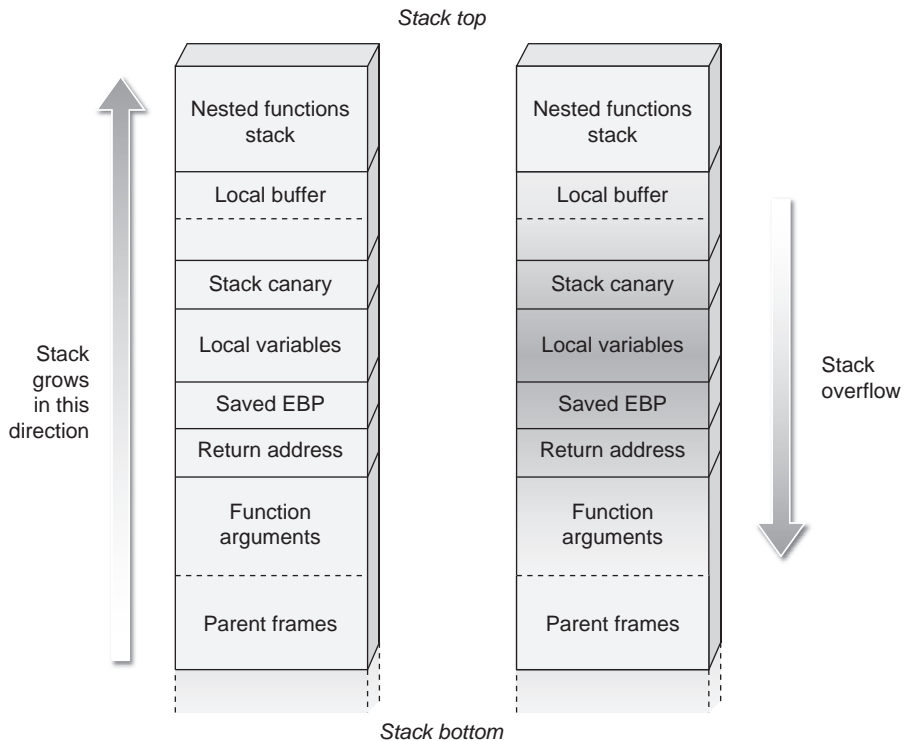 Stack top
Nested functions
stack
Local buffer
Stack canary
Local variables
Saved EBP
Return address
Function
arguments
Parent frames
Stack
grows
in this
direction
Nested functions
stack
Local buffer
Stack canary
Local variables
Saved EBP
Return address
Function
arguments
Parent frames
Stack
overflow
Stack bottom